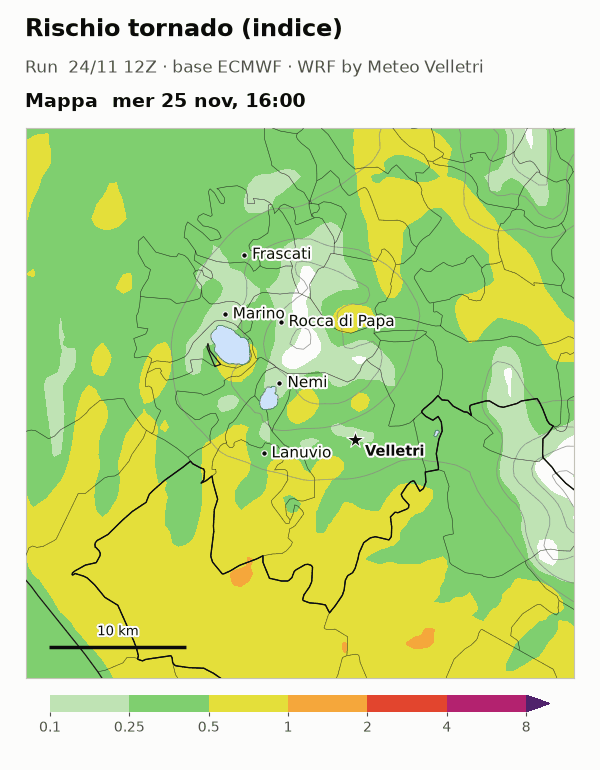 Rischio tornado (indice)
Run  24/11 12Z · base ECMWF · WRF by Meteo Velletri
Mappa  mer 25 nov, 16:00
Frascati
Marino
Rocca di Papa
Nemi
Velletri
Lanuvio
10 km
0.1 0.25 0.5 1 2 4 8